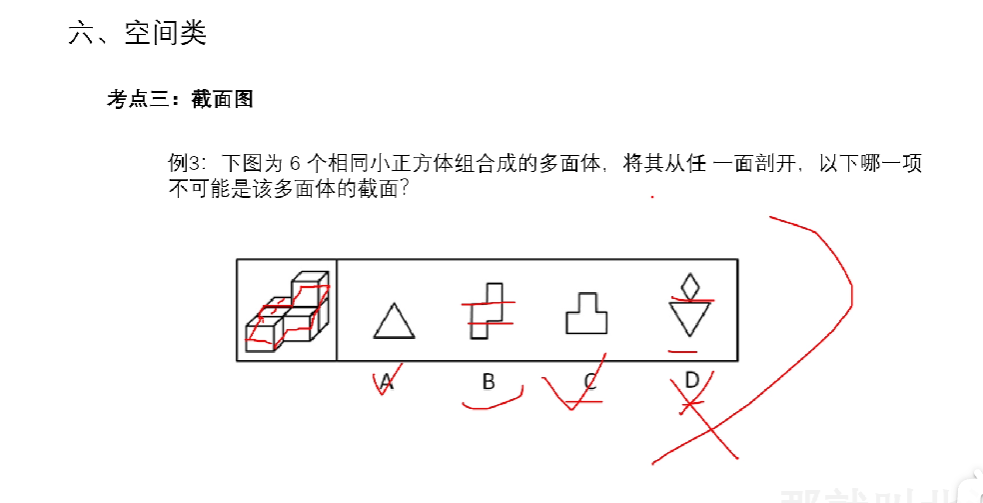 六、空间类
考点三：截面图
例3：下图为 6 个相同小正方体组合成的多面体，将其从任 一面剖开，以下哪一项
不可能是该多面体的截面？
A B C D